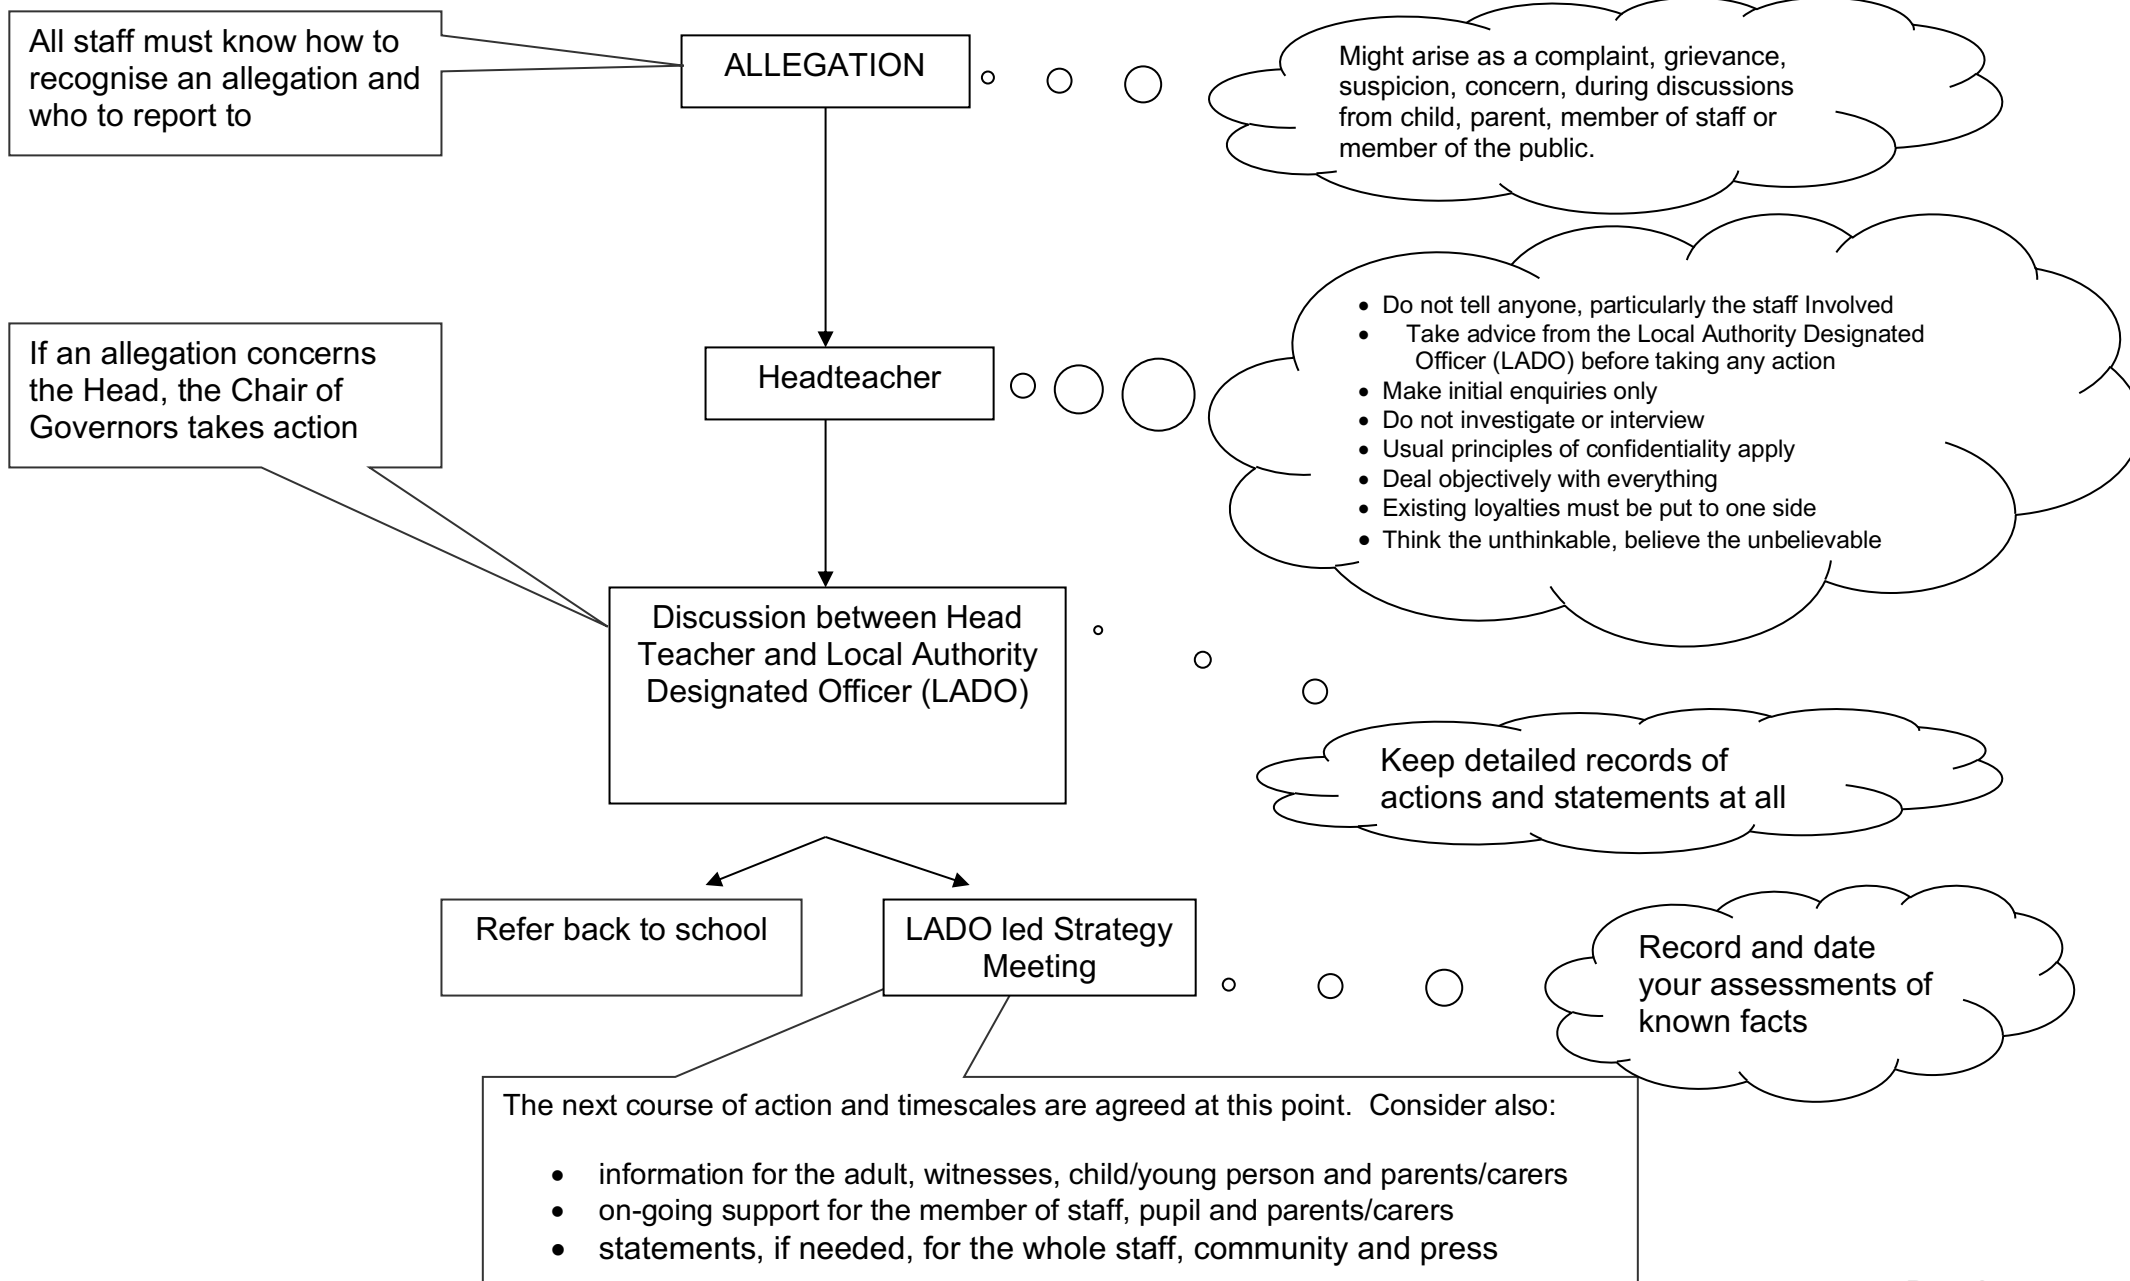 All staff must know how to
recognise an allegation and
who to report to
ALLEGATION
Might arise as a complaint, grievance,
suspicion, concern, during discussions
from child, parent, member of staff or
member of the public.
If an allegation concerns
the Head, the Chair of
Governors takes action
Headteacher
• Do not tell anyone, particularly the staff Involved
• Take advice from the Local Authority Designated
Officer (LADO) before taking any action
• Make initial enquiries only
• Do not investigate or interview
• Usual principles of confidentiality apply
• Deal objectively with everything
• Existing loyalties must be put to one side
• Think the unthinkable, believe the unbelievable
Discussion between Head
Teacher and Local Authority
Designated Officer (LADO)
Keep detailed records of
actions and statements at all
Refer back to school
LADO led Strategy
Meeting
Record and date
your assessments of
known facts
The next course of action and timescales are agreed at this point.  Consider also:
• information for the adult, witnesses, child/young person and parents/carers
• on-going support for the member of staff, pupil and parents/carers
• statements, if needed, for the whole staff, community and press